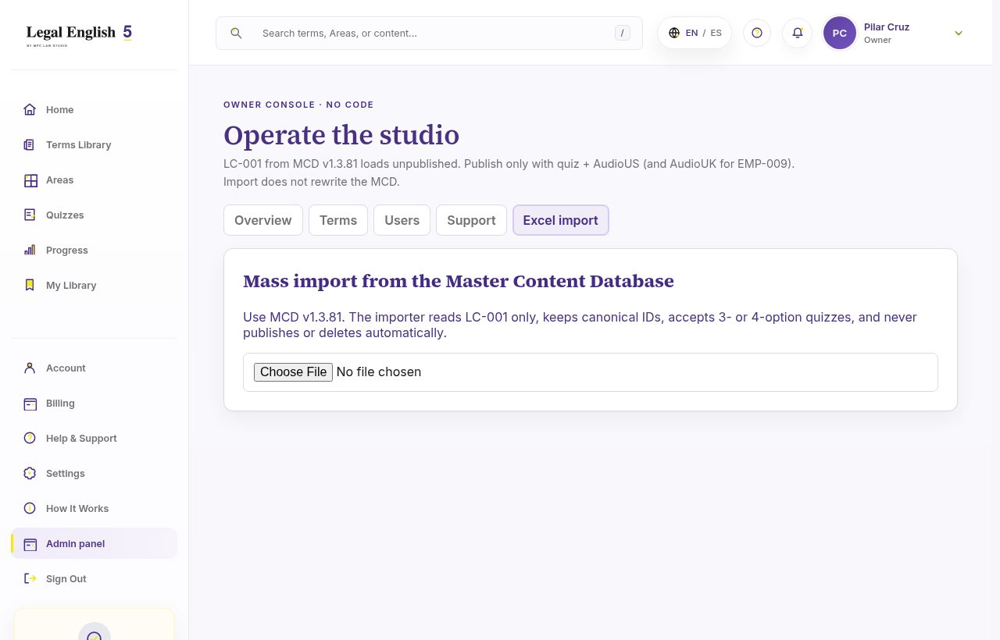 Legal English 5
BY MPC LAW STUDIO
Home
Terms Library
Areas
Quizzes
Progress
My Library
Account
Billing
Help & Support
Settings
How It Works
Admin panel
Sign Out
Search terms, Areas, or content...
/
EN / ES
PC
Pilar Cruz
Owner
OWNER CONSOLE · NO CODE
Operate the studio
LC-001 from MCD v1.3.81 loads unpublished. Publish only with quiz + AudioUS (and AudioUK for EMP-009).
Import does not rewrite the MCD.
Overview
Terms
Users
Support
Excel import
Mass import from the Master Content Database
Use MCD v1.3.81. The importer reads LC-001 only, keeps canonical IDs, accepts 3- or 4-option quizzes, and never
publishes or deletes automatically.
Choose File No file chosen